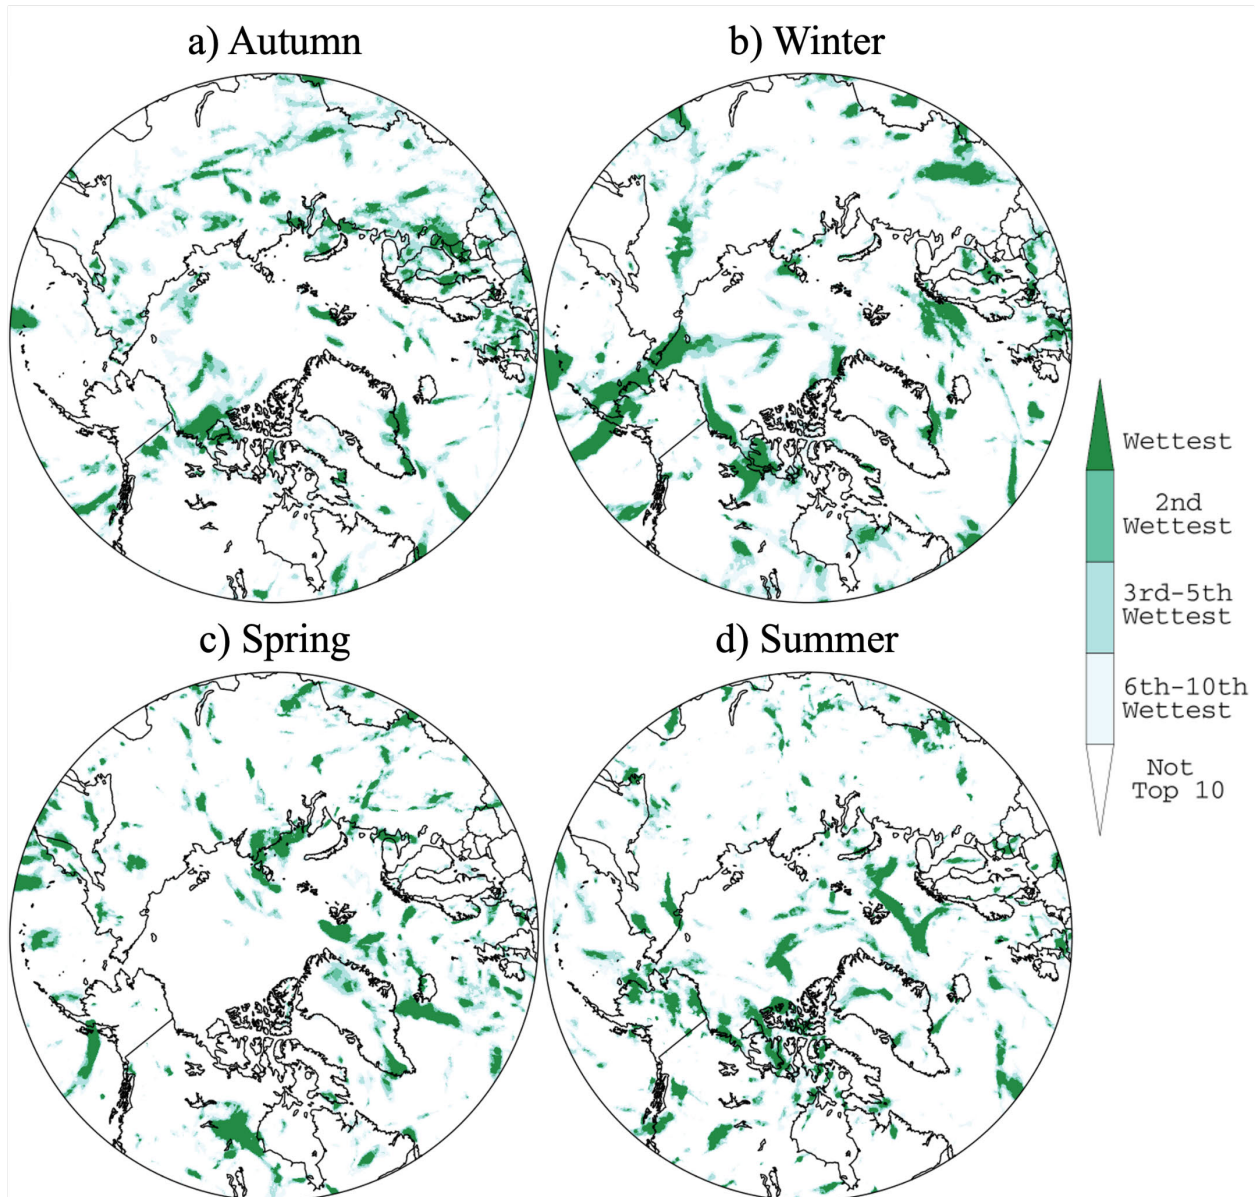 a) Autumn
b) Winter
c) Spring
d) Summer
Wettest
2nd
Wettest
3rd-5th
Wettest
6th-10th
Wettest
Not
Top 10